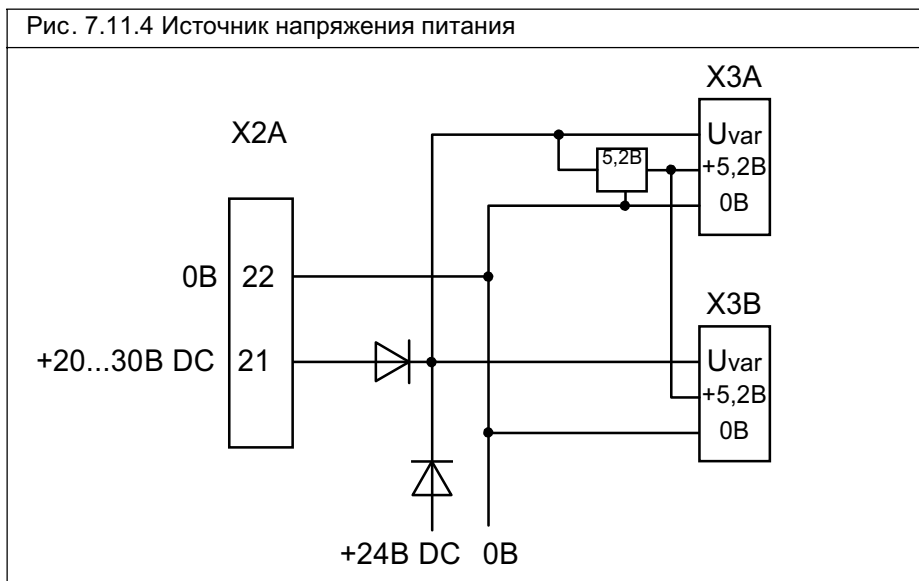 Рис. 7.11.4 Источник напряжения питания
X3A
X2A
Uvar
5,2В
+5,2В
0В
0В
22
X3B
+20...30В DC
21
Uvar
+5,2В
0В
+24В DC
0В